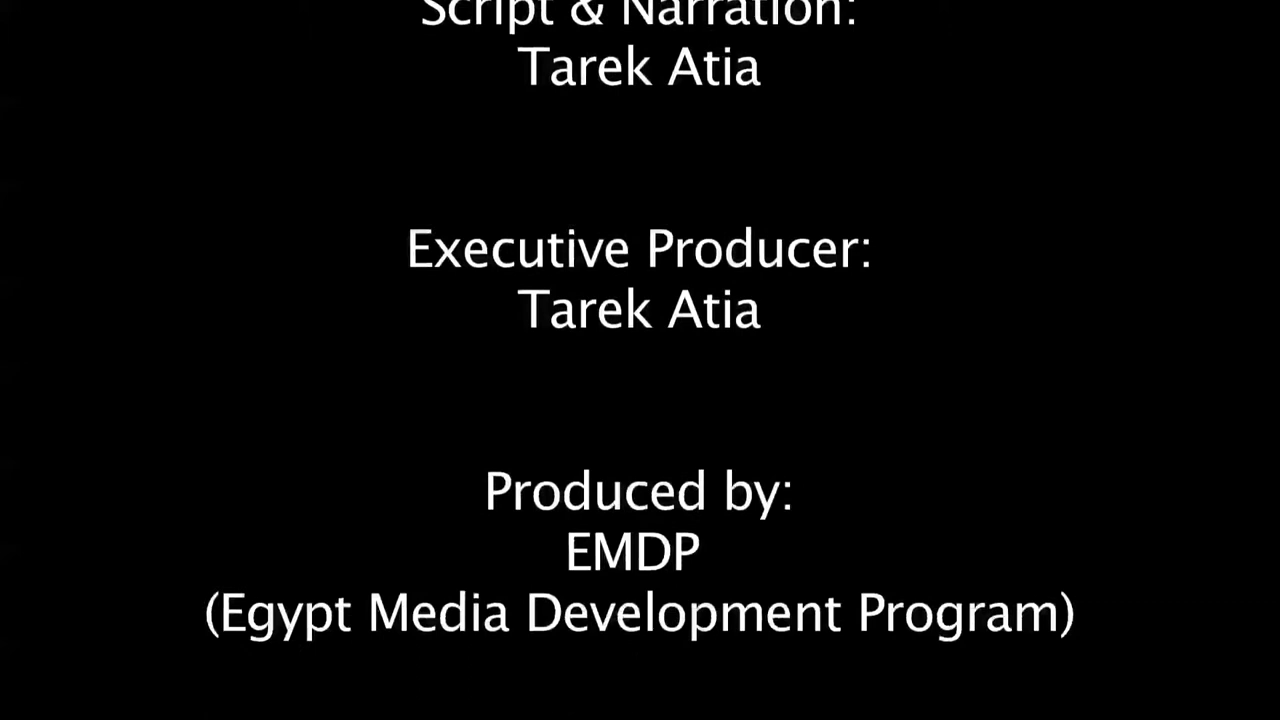 Script & Narration:
Tarek Atia
Executive Producer:
Tarek Atia
Produced by:
EMDP
(Egypt Media Development Program)